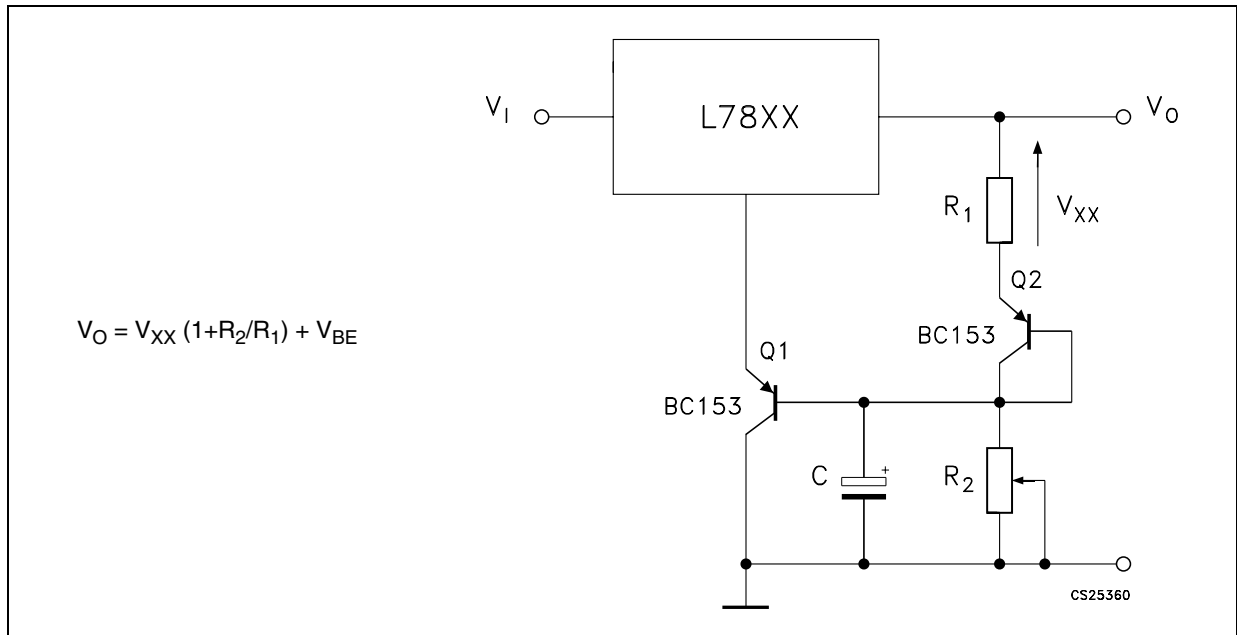 L78XX
V_I
V_O
R_1
V_XX
Q2
BC153
V_O = V_XX (1+R_2/R_1) + V_BE
Q1
BC153
C
+
R_2
CS25360